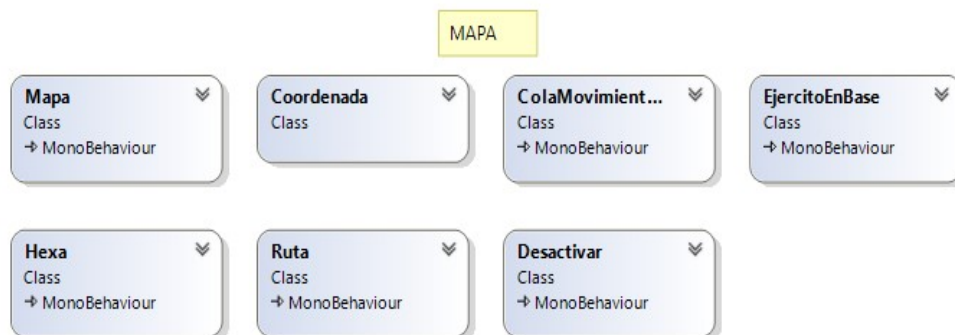 MAPA
Mapa
Class
MonoBehaviour
Coordenada
Class
ColaMovimient...
Class
MonoBehaviour
EjercitoEnBase
Class
MonoBehaviour
Hexa
Class
MonoBehaviour
Ruta
Class
MonoBehaviour
Desactivar
Class
MonoBehaviour